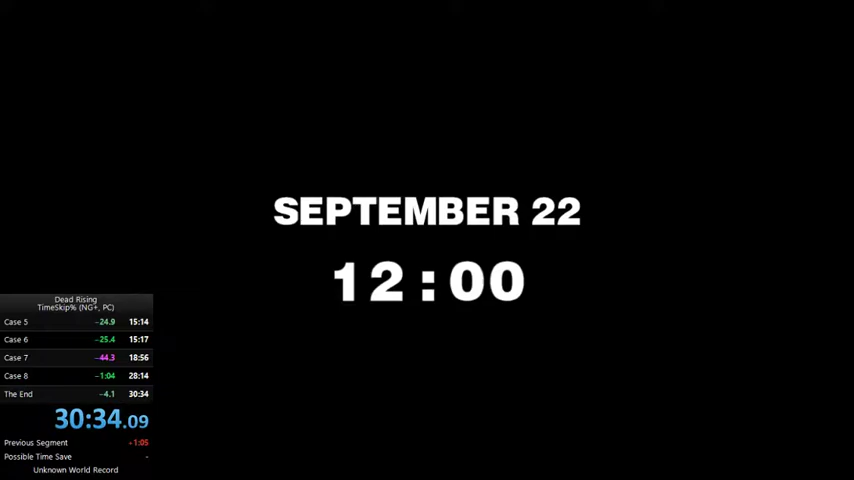 SEPTEMBER 22
12:00
Dead Rising
TimeSkip% (NG+, PC)
Case 5 -24.9 15:14
Case 6 -25.4 15:17
Case 7 -44.3 18:56
Case 8 -1:04 28:14
The End -4.1 30:34
30:34.09
Previous Segment +1:05
Possible Time Save -
Unknown World Record